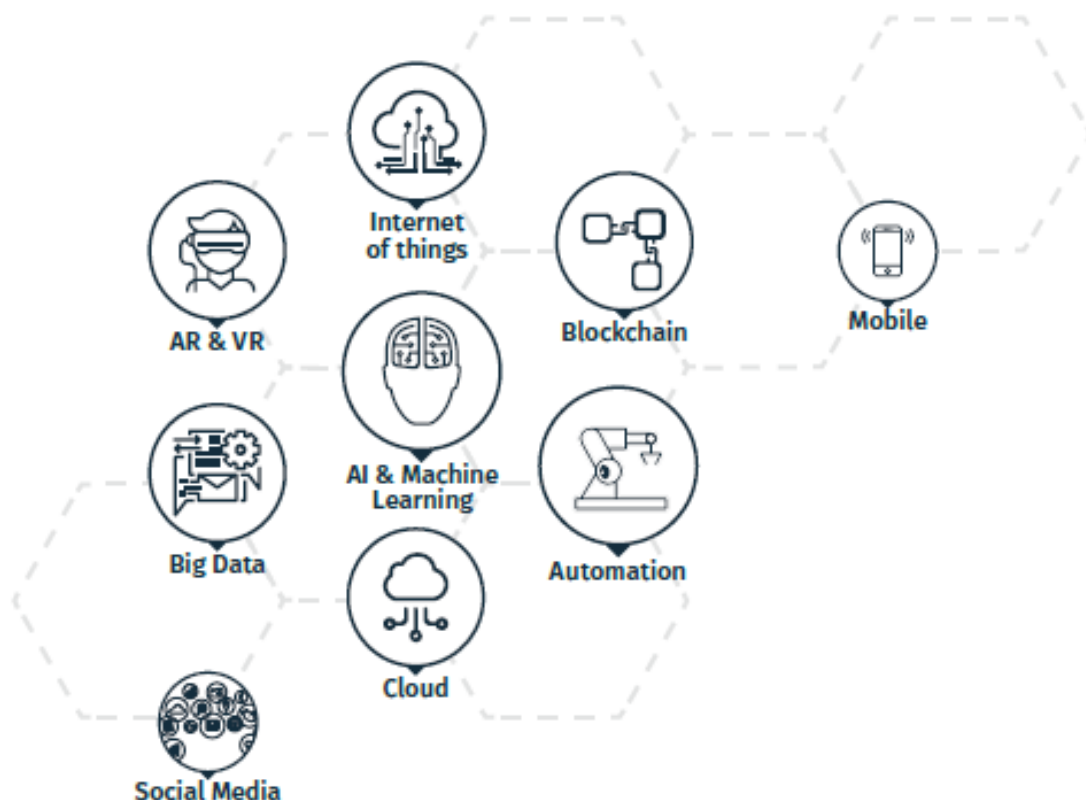 Internet
of things
AR & VR
Blockchain
Mobile
AI & Machine
Learning
Big Data
Automation
Cloud
Social Media